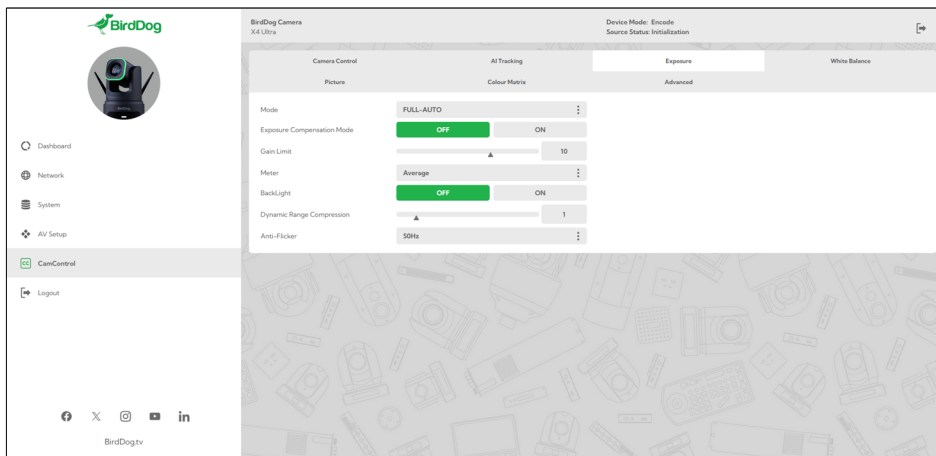 BirdDog
Dashboard
Network
System
AV Setup
CC CamControl
Logout
BirdDog.tv
BirdDog Camera
X4 Ultra
Device Mode: Encode
Source Status: Initialization
Camera Control AI Tracking Exposure White Balance
Picture Colour Matrix Advanced
Mode FULL-AUTO
Exposure Compensation Mode OFF ON
Gain Limit 10
Meter Average
BackLight OFF ON
Dynamic Range Compression 1
Anti-Flicker 50Hz